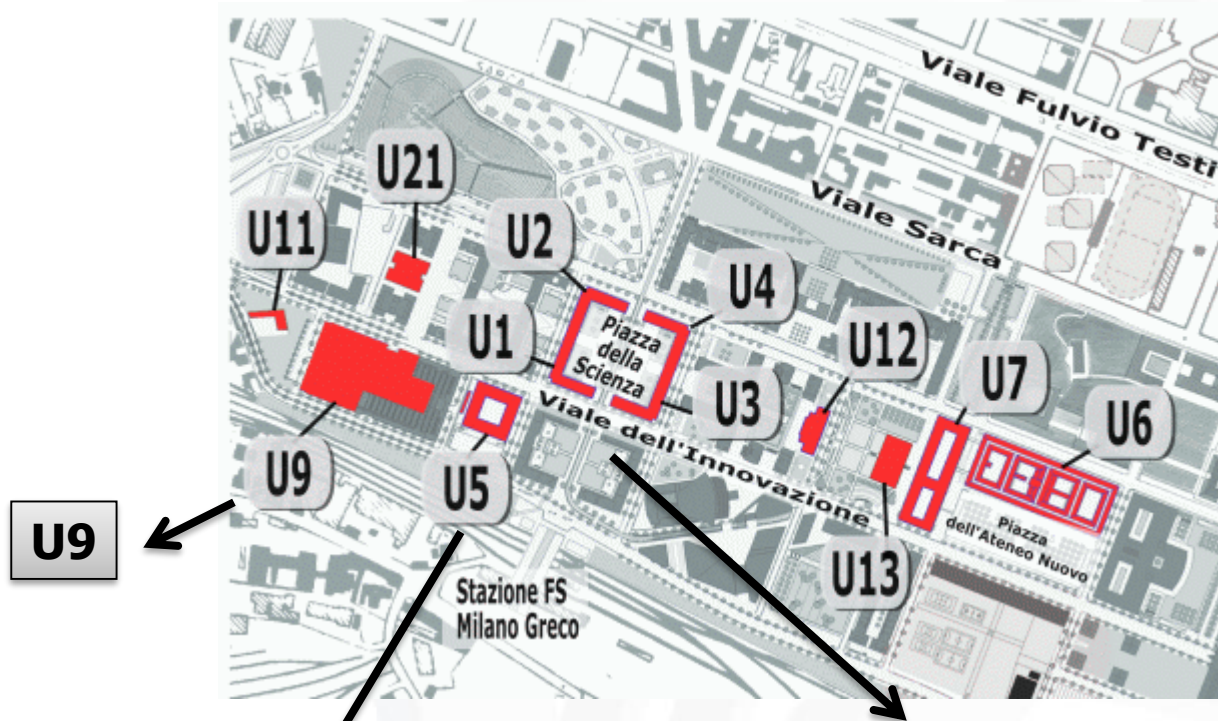 SARCA
Viale Fulvio Testi
U21
Viale Sarca
U11
U2
U4
Piazza
della
Scienza
U1
U12
U7
U3
U6
Viale dell'Innovazione
U9
U5
Piazza
dell'Ateneo Nuovo
U9
U13
Stazione FS
Milano Greco